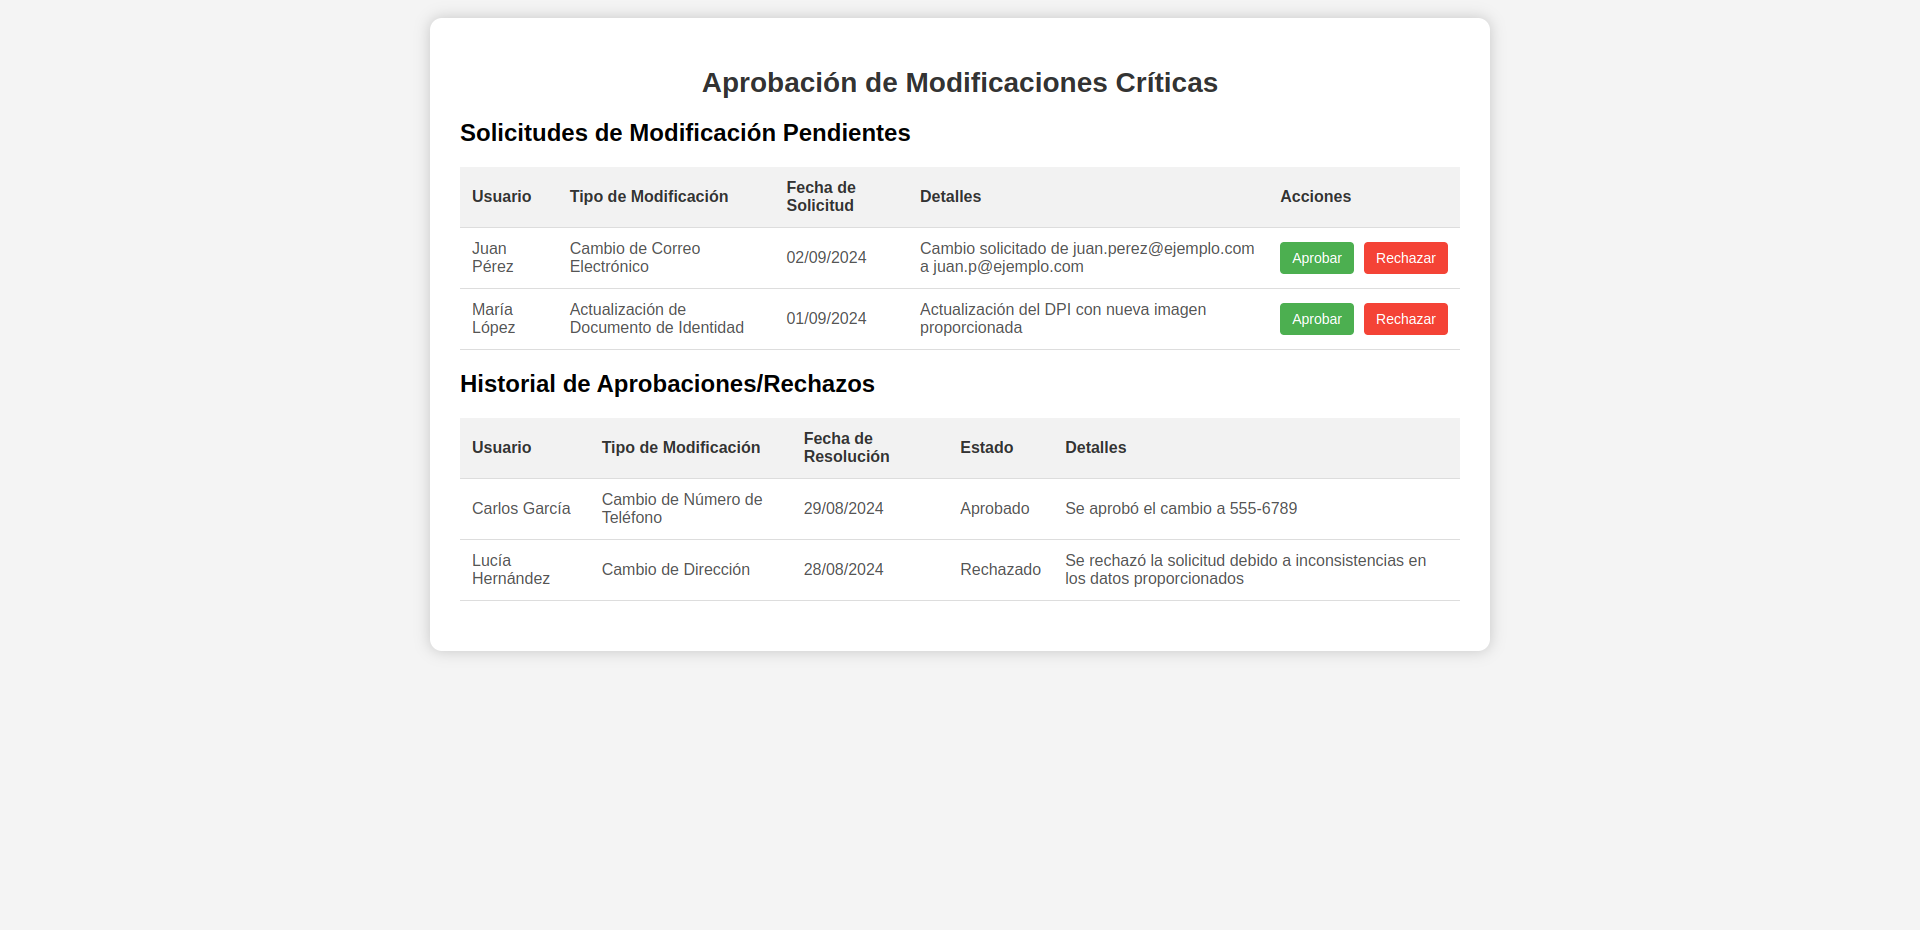 Aprobación de Modificaciones Críticas
Solicitudes de Modificación Pendientes
Usuario Tipo de Modificación Fecha de Solicitud Detalles Acciones
Juan Pérez Cambio de Correo Electrónico 02/09/2024 Cambio solicitado de juan.perez@ejemplo.com a juan.p@ejemplo.com Aprobar Rechazar
María López Actualización de Documento de Identidad 01/09/2024 Actualización del DPI con nueva imagen proporcionada Aprobar Rechazar
Historial de Aprobaciones/Rechazos
Usuario Tipo de Modificación Fecha de Resolución Estado Detalles
Carlos García Cambio de Número de Teléfono 29/08/2024 Aprobado Se aprobó el cambio a 555-6789
Lucía Hernández Cambio de Dirección 28/08/2024 Rechazado Se rechazó la solicitud debido a inconsistencias en los datos proporcionados